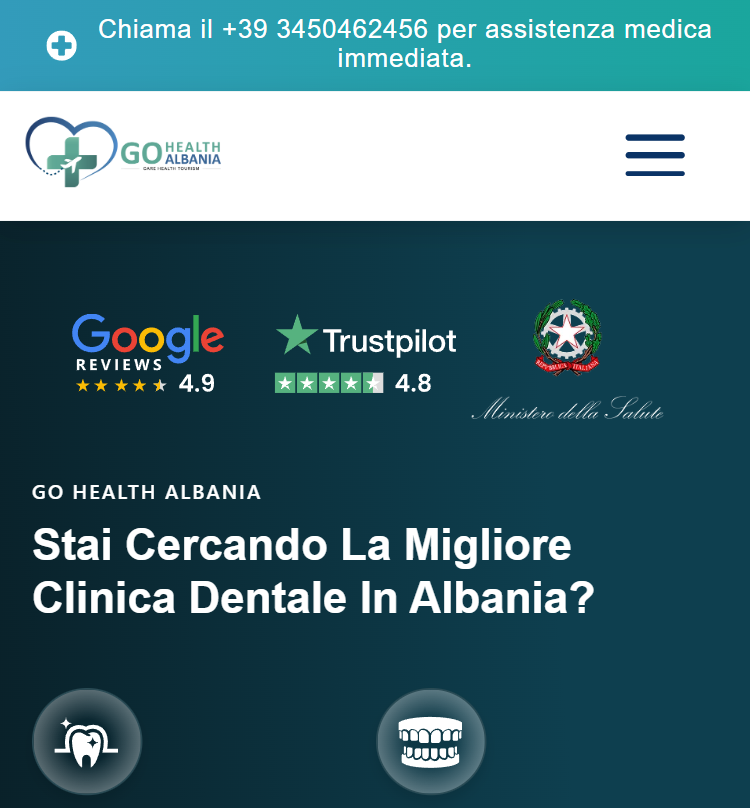 Chiama il +39 3450462456 per assistenza medica
immediata.
GO HEALTH
ALBANIA
CARE HEALTH TOURISM
Google
REVIEWS
4.9
Trustpilot
4.8
REPVBBLICA ITALIANA
Ministero della Salute
GO HEALTH ALBANIA
Stai Cercando La Migliore
Clinica Dentale In Albania?